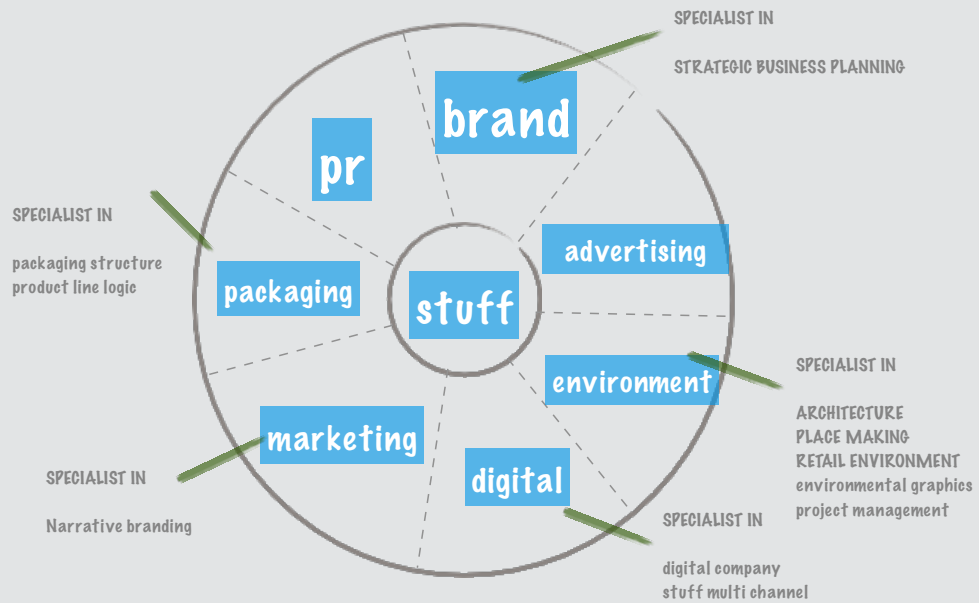 SPECIALIST IN
STRATEGIC BUSINESS PLANNING
brand
pr
advertising
SPECIALIST IN
packaging structure
product line logic
packaging
stuff
environment
SPECIALIST IN
ARCHITECTURE
PLACE MAKING
RETAIL ENVIRONMENT
environmental graphics
project management
marketing
SPECIALIST IN
Narrative branding
digital
SPECIALIST IN
digital company
stuff multi channel